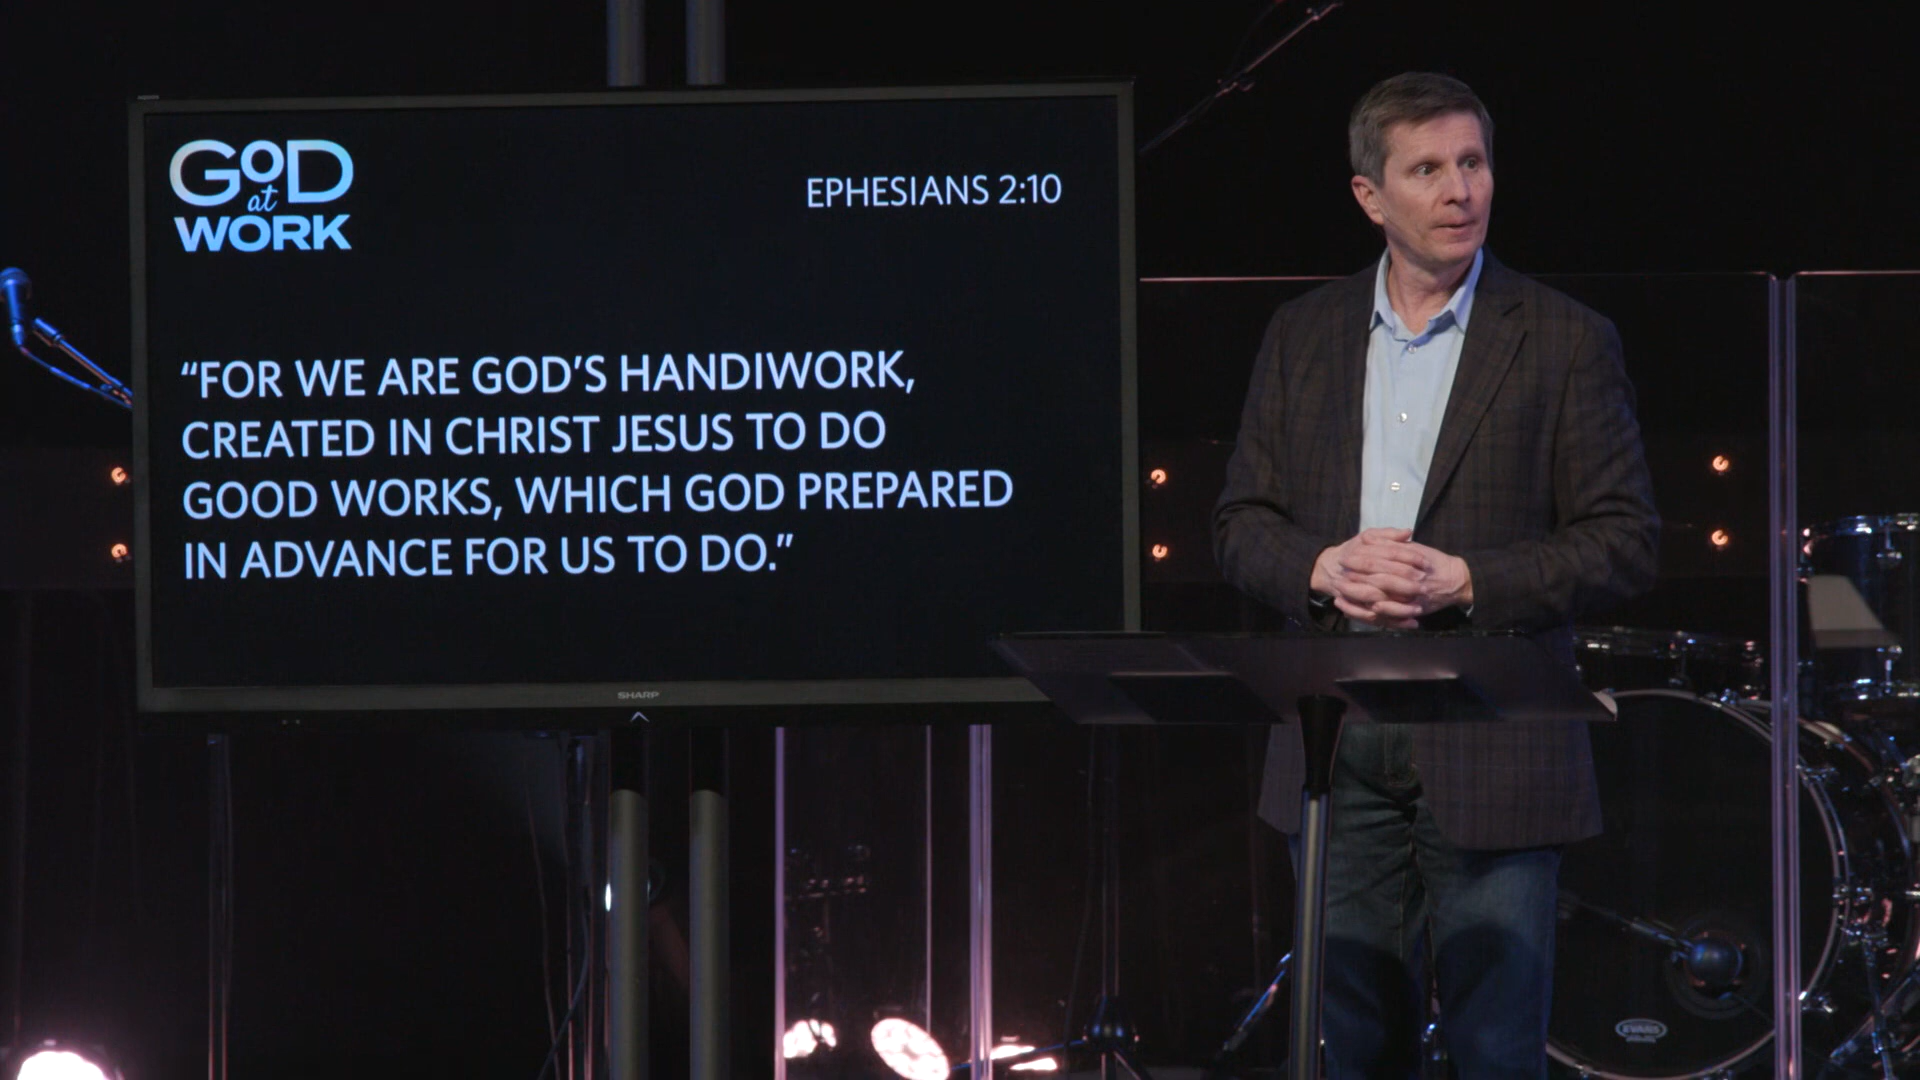 GOD
at
WORK
EPHESIANS 2:10
“FOR WE ARE GOD’S HANDIWORK,
CREATED IN CHRIST JESUS TO DO
GOOD WORKS, WHICH GOD PREPARED
IN ADVANCE FOR US TO DO.”
SHARP
EVANS